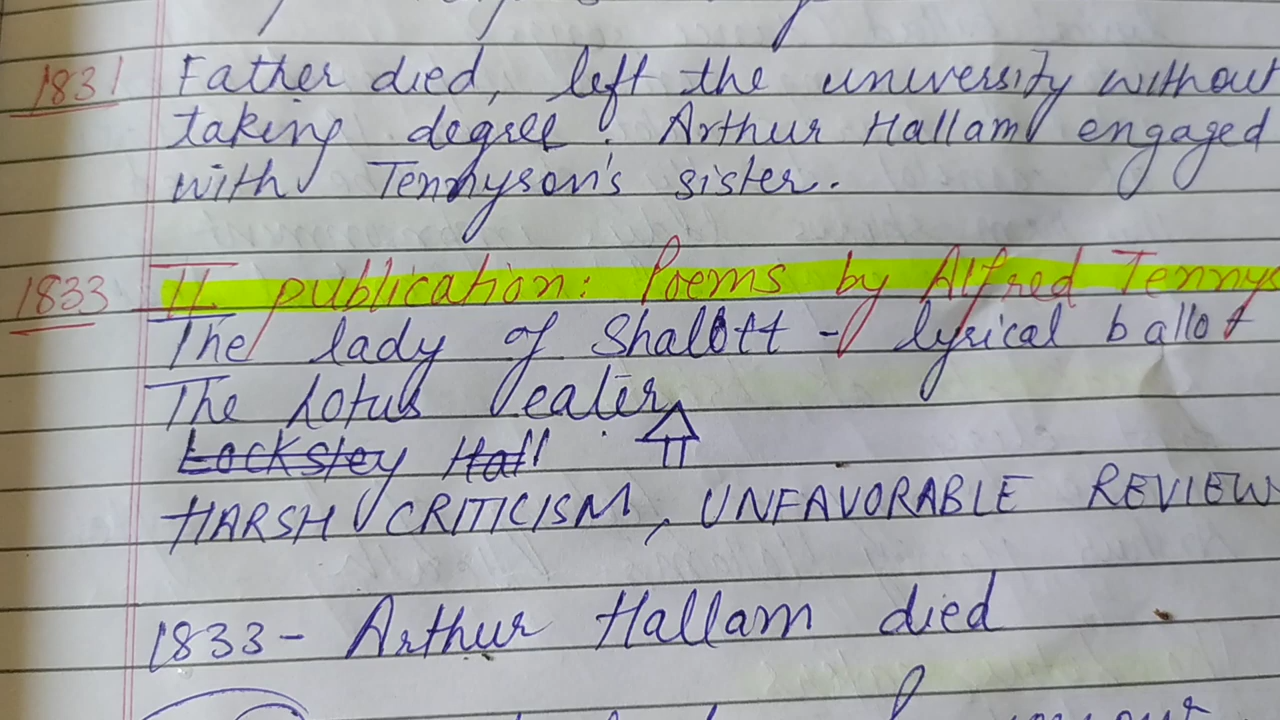 1831 Father died, left the university without
taking degree. Arthur Hallam engaged
with Tennyson's sister.
1833 II. publication: Poems by Alfred Tennys
The lady of Shalott - lyrical ballot
The Lotus eater
Locksley Hall
HARSH CRITICISM, UNFAVORABLE REVIEW
1833- Arthur Hallam died